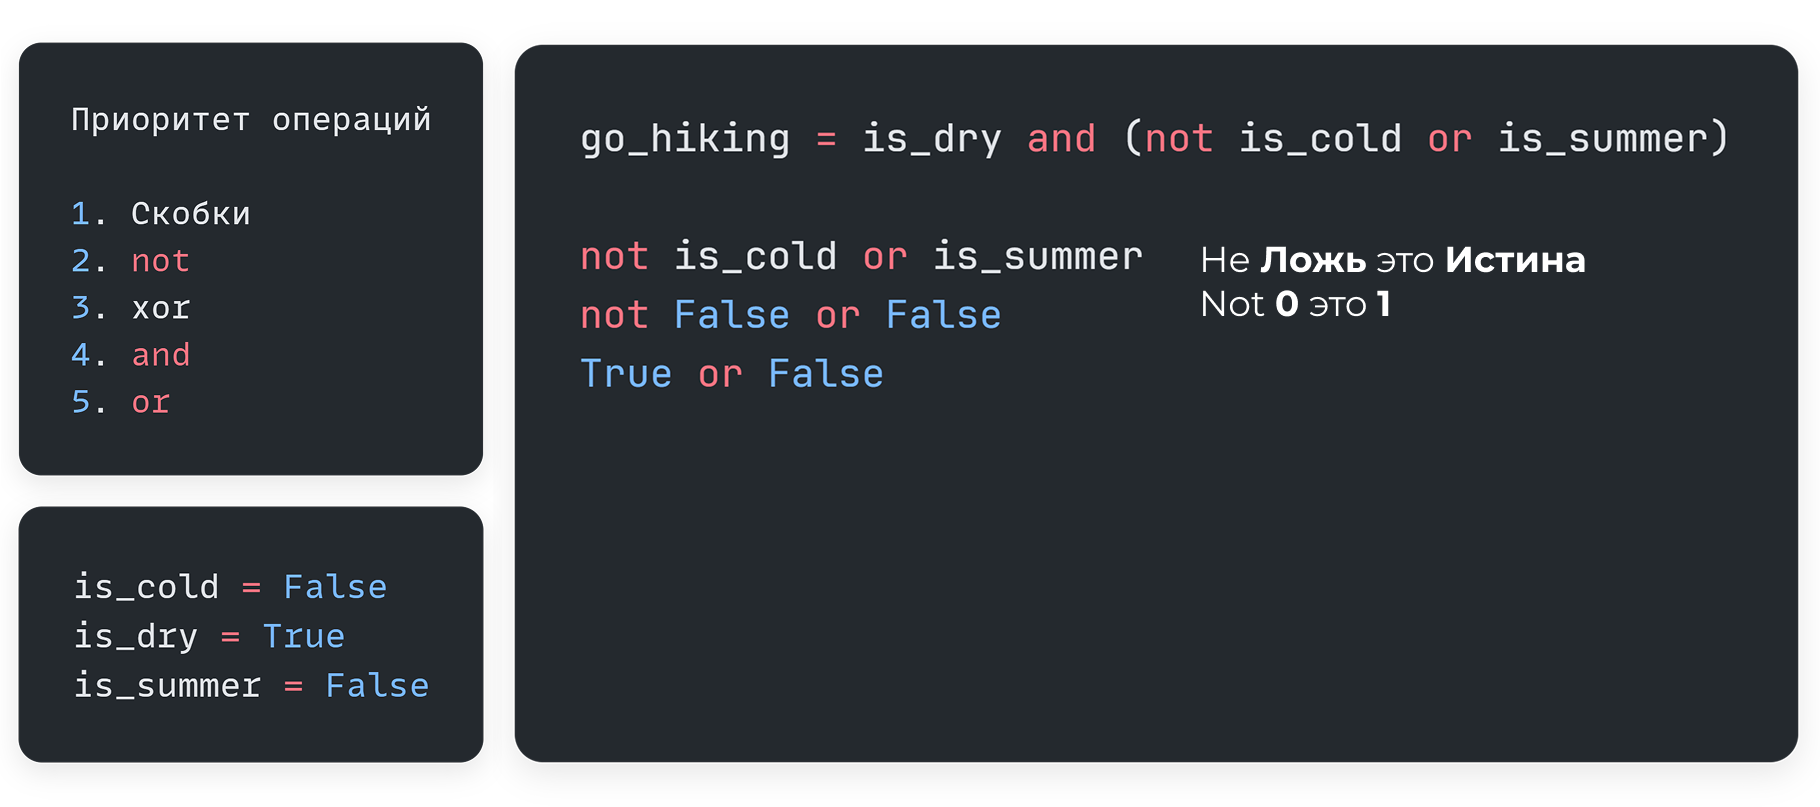 Приоритет операций
1. Скобки
2. not
3. xor
4. and
5. or
is_cold = False
is_dry = True
is_summer = False
go_hiking = is_dry and (not is_cold or is_summer)
not is_cold or is_summer
not False or False
True or False
Не Ложь это Истина
Not 0 это 1